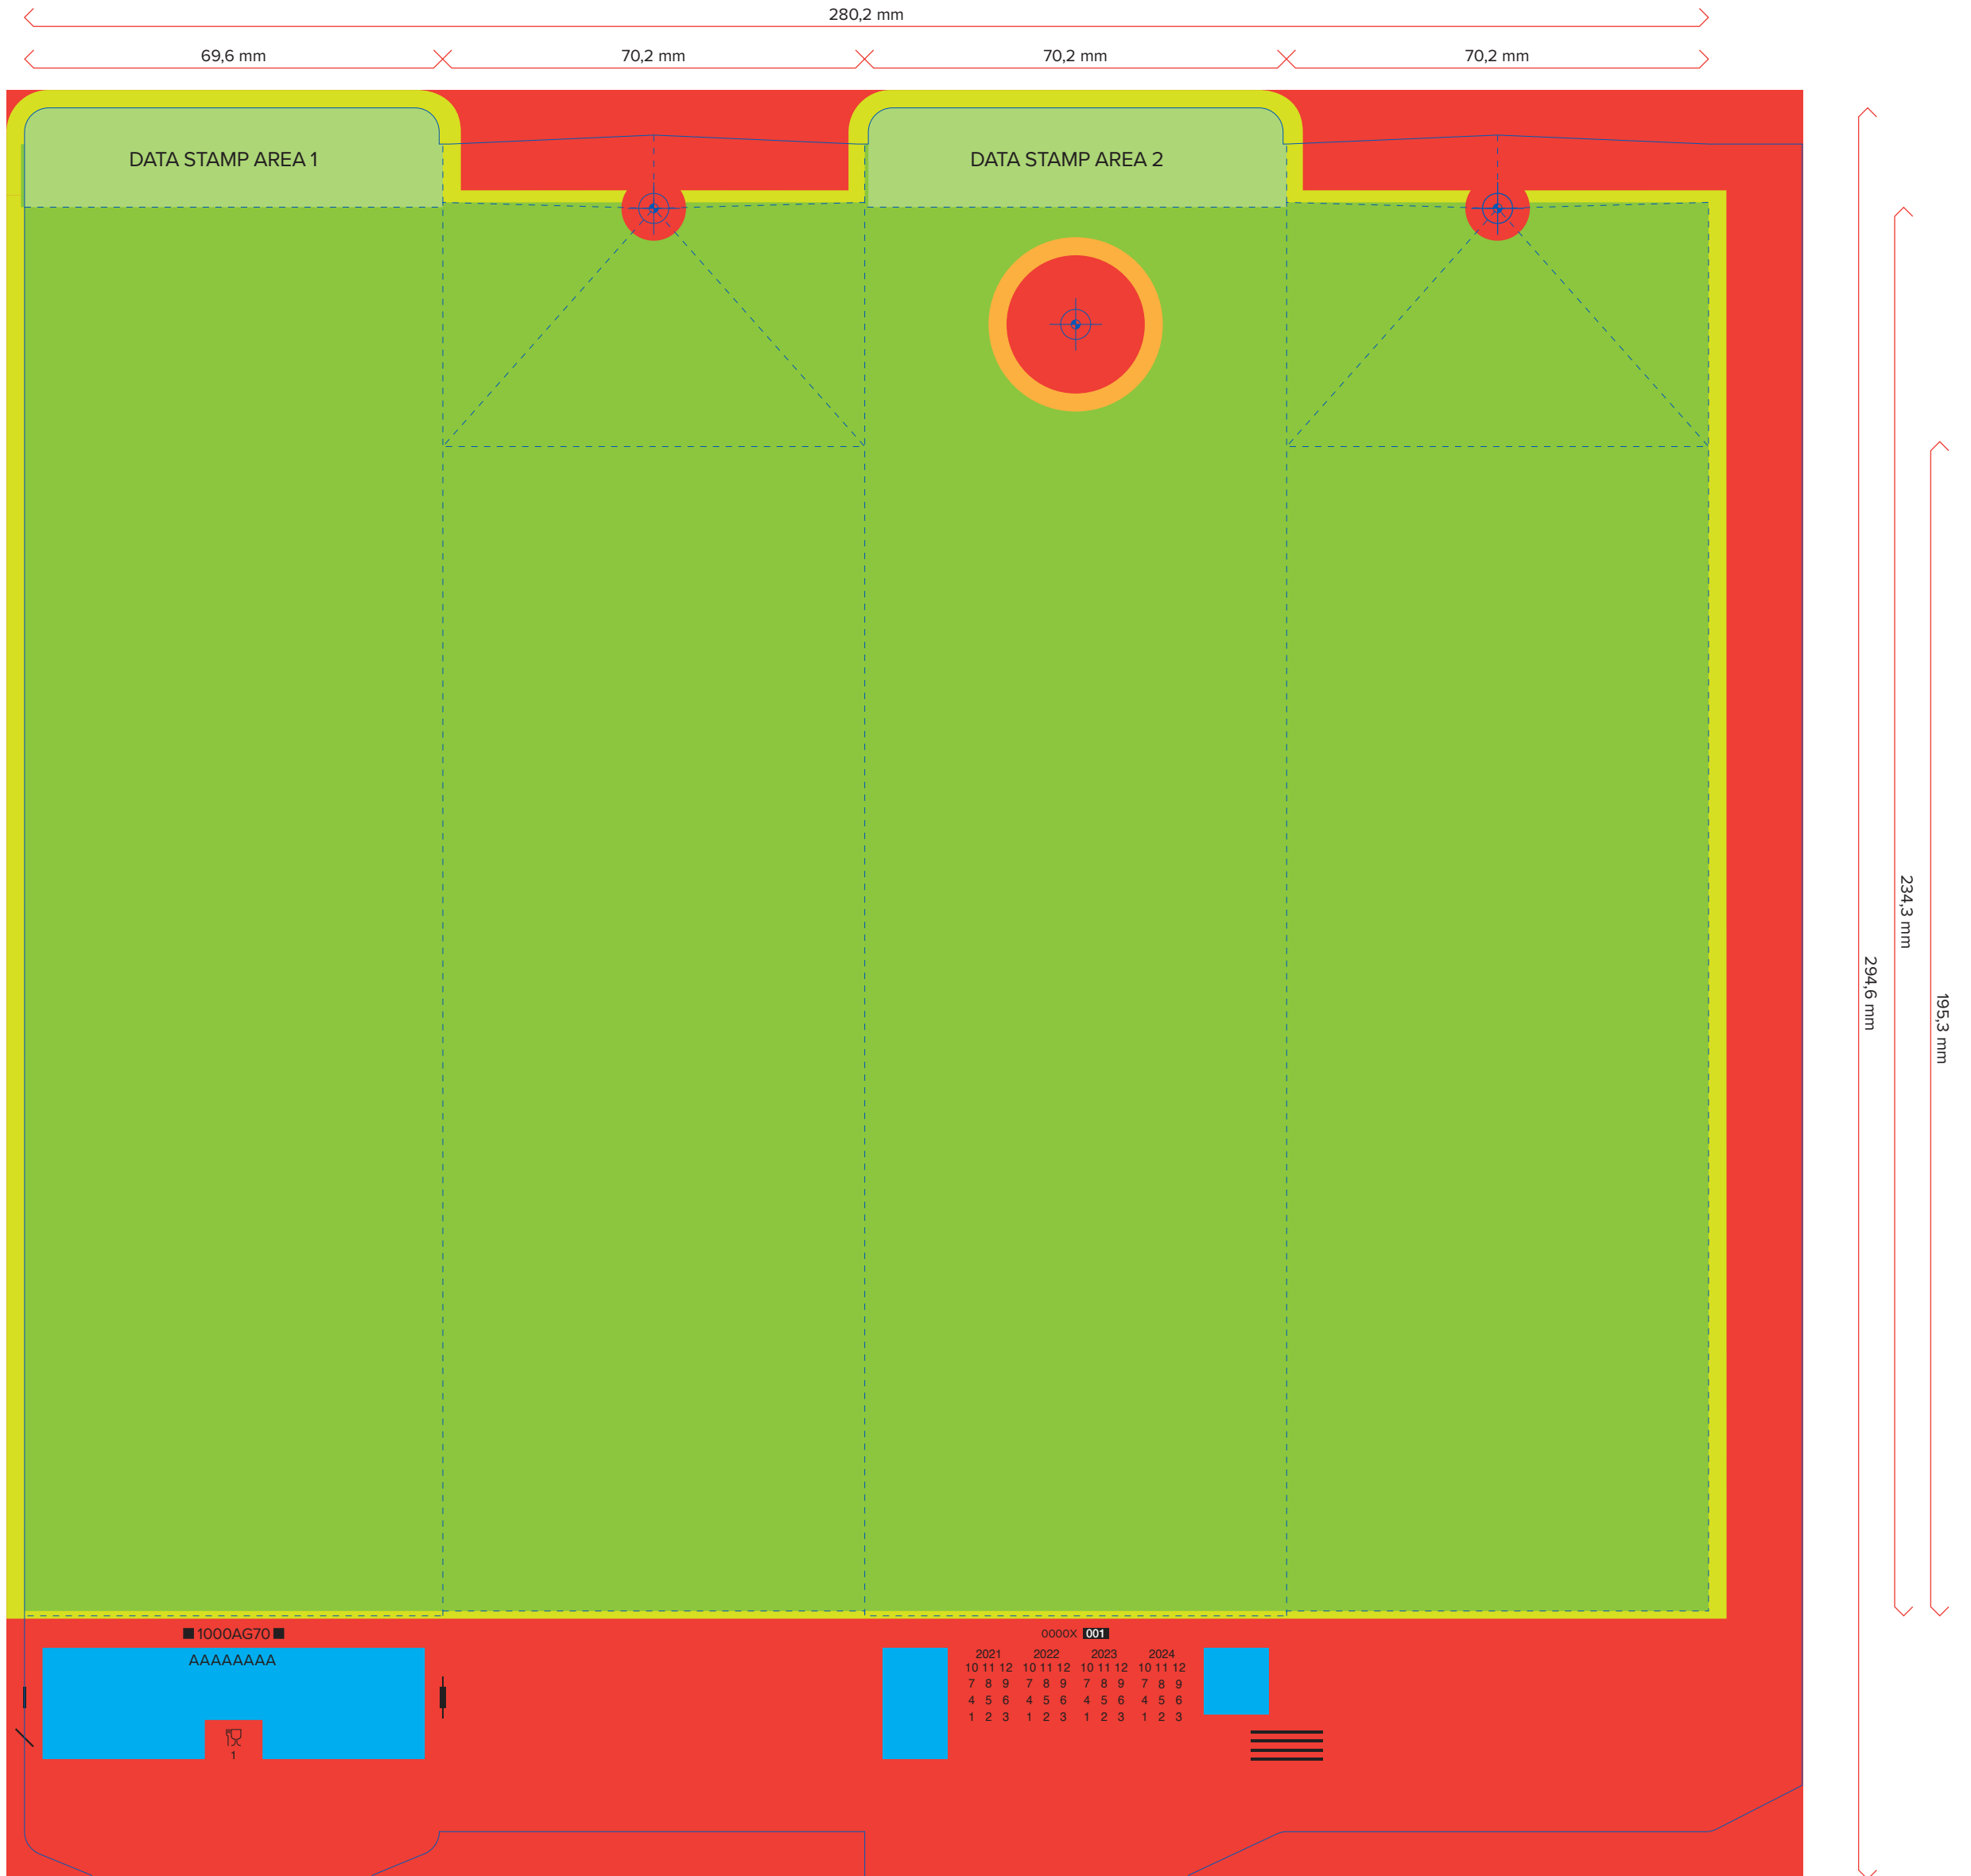 280,2 mm
69,6 mm 70,2 mm 70,2 mm 70,2 mm
DATA STAMP AREA 1
DATA STAMP AREA 2
234,3 mm
294,6 mm
195,3 mm
1000AG70
AAAAAAAA
1
0000X 001
2021 2022 2023 2024
10 11 12 10 11 12 10 11 12 10 11 12
7 8 9 7 8 9 7 8 9 7 8 9
4 5 6 4 5 6 4 5 6 4 5 6
1 2 3 1 2 3 1 2 3 1 2 3